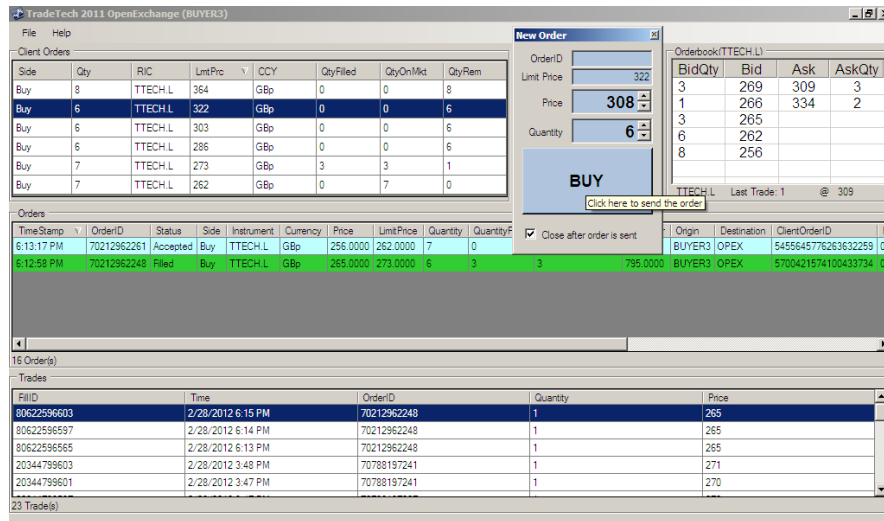 TradeTech 2011 OpenExchange (BUYER3)
File Help
Client Orders
Side Qty RIC LmtPrc CCY QtyFilled QtyOnMkt QtyRem
Buy 8 TTECH.L 364 GBp 0 0 8
Buy 6 TTECH.L 322 GBp 0 0 6
Buy 6 TTECH.L 303 GBp 0 0 6
Buy 6 TTECH.L 286 GBp 0 0 6
Buy 7 TTECH.L 273 GBp 3 3 1
Buy 7 TTECH.L 262 GBp 0 7 0
New Order
OrderID
Limit Price 322
Price 308
Quantity 6
BUY
Click here to send the order
Close after order is sent
Orderbook(TTECH.L)
BidQty Bid Ask AskQty
3 269 309 3
1 266 334 2
3 265
6 262
8 256
TTECH.L Last Trade: 1 @ 309
Orders
TimeStamp OrderID Status Side Instrument Currency Price LimitPrice Quantity QuantityF Origin Destination ClientOrderID
6:13:17 PM 70212962261 Accepted Buy TTECH.L GBp 256.0000 262.0000 7 0 BUYER3 OPEX 5455645776263632259 0
6:12:58 PM 70212962248 Filled Buy TTECH.L GBp 265.0000 273.0000 6 3 3 795.0000 BUYER3 OPEX 5700421574100433734 0
16 Order(s)
Trades
FillID Time OrderID Quantity Price
80622596603 2/28/2012 6:15 PM 70212962248 1 265
80622596597 2/28/2012 6:14 PM 70212962248 1 265
80622596565 2/28/2012 6:13 PM 70212962248 1 265
20344799603 2/28/2012 3:48 PM 70788197241 1 271
20344799601 2/28/2012 3:47 PM 70788197241 1 270
23 Trade(s)